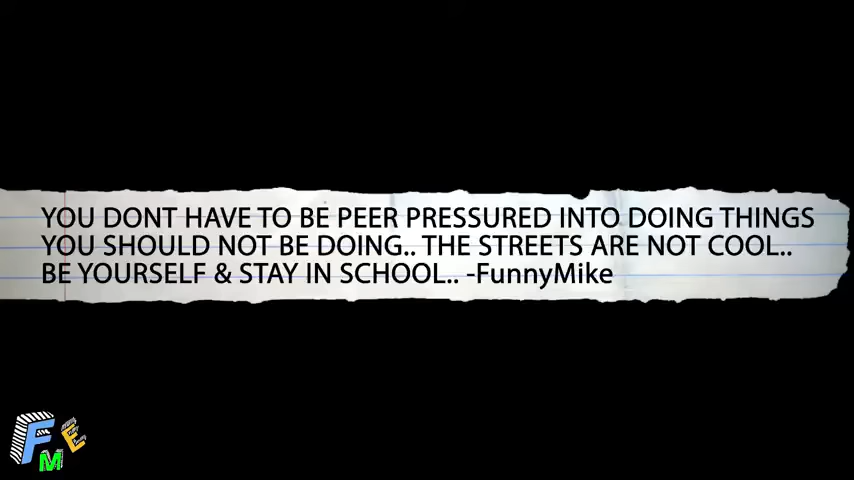 YOU DONT HAVE TO BE PEER PRESSURED INTO DOING THINGS
YOU SHOULD NOT BE DOING.. THE STREETS ARE NOT COOL..
BE YOURSELF & STAY IN SCHOOL.. -FunnyMike
FME